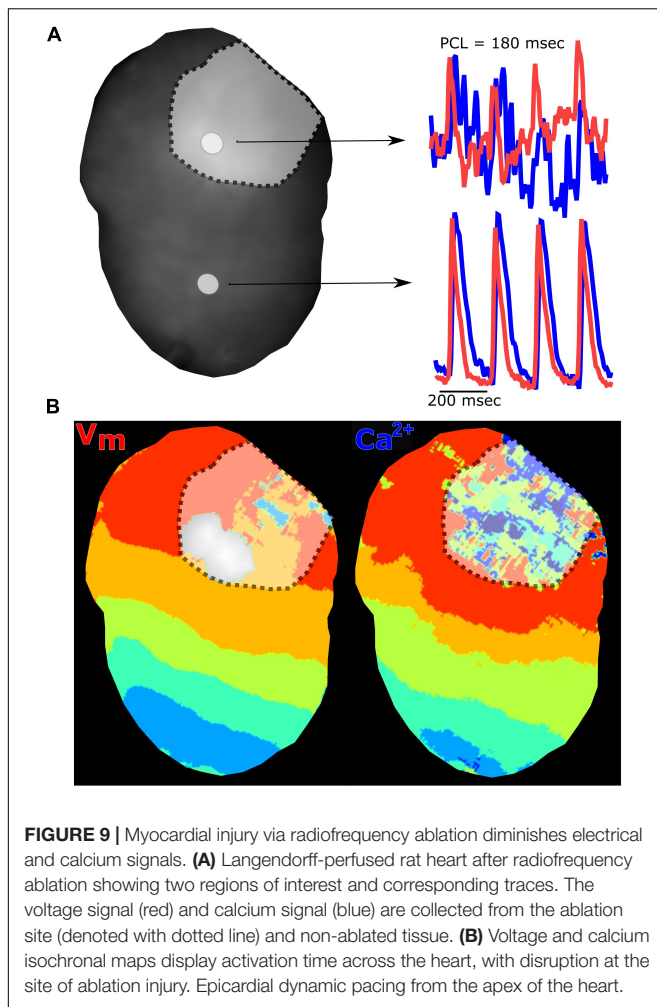 A
PCL = 180 msec
200 msec
B
Vm
Ca2+
FIGURE 9 | Myocardial injury via radiofrequency ablation diminishes electrical
and calcium signals. (A) Langendorff-perfused rat heart after radiofrequency
ablation showing two regions of interest and corresponding traces. The
voltage signal (red) and calcium signal (blue) are collected from the ablation
site (denoted with dotted line) and non-ablated tissue. (B) Voltage and calcium
isochronal maps display activation time across the heart, with disruption at the
site of ablation injury. Epicardial dynamic pacing from the apex of the heart.